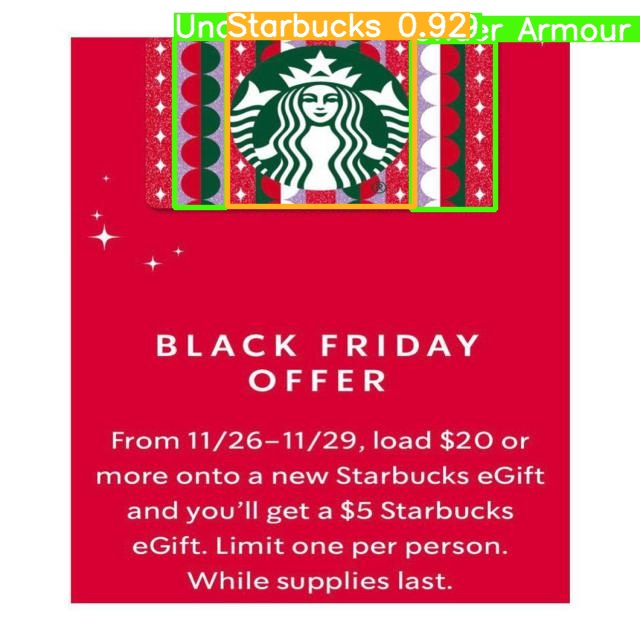 Starbucks 0.92
er Armour
BLACK FRIDAY
OFFER
From 11/26–11/29, load $20 or
more onto a new Starbucks eGift
and you'll get a $5 Starbucks
eGift. Limit one per person.
While supplies last.